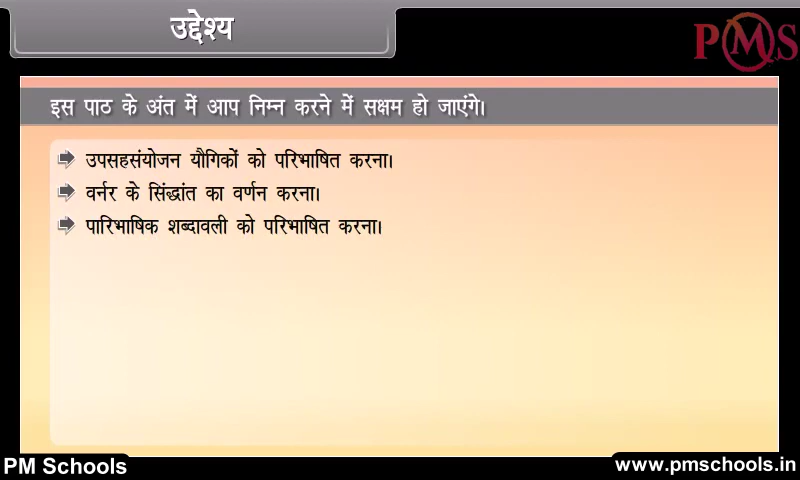 उद्देश्य
PMS
इस पाठ के अंत में आप निम्न करने में सक्षम हो जाएंगे।
उपसहसंयोजन यौगिकों को परिभाषित करना।
वर्नर के सिंद्धांत का वर्णन करना।
पारिभाषिक शब्दावली को परिभाषित करना।
PM Schools
www.pmschools.in